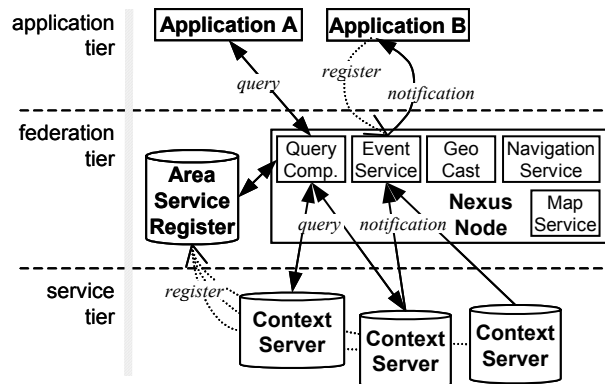 application
tier
Application A
Application B
query
register
notification
federation
tier
Area
Service
Register
Query
Comp.
Event
Service
Geo
Cast
Navigation
Service
Nexus
Node
Map
Service
query
notification
service
tier
register
Context
Server
Context
Server
Context
Server